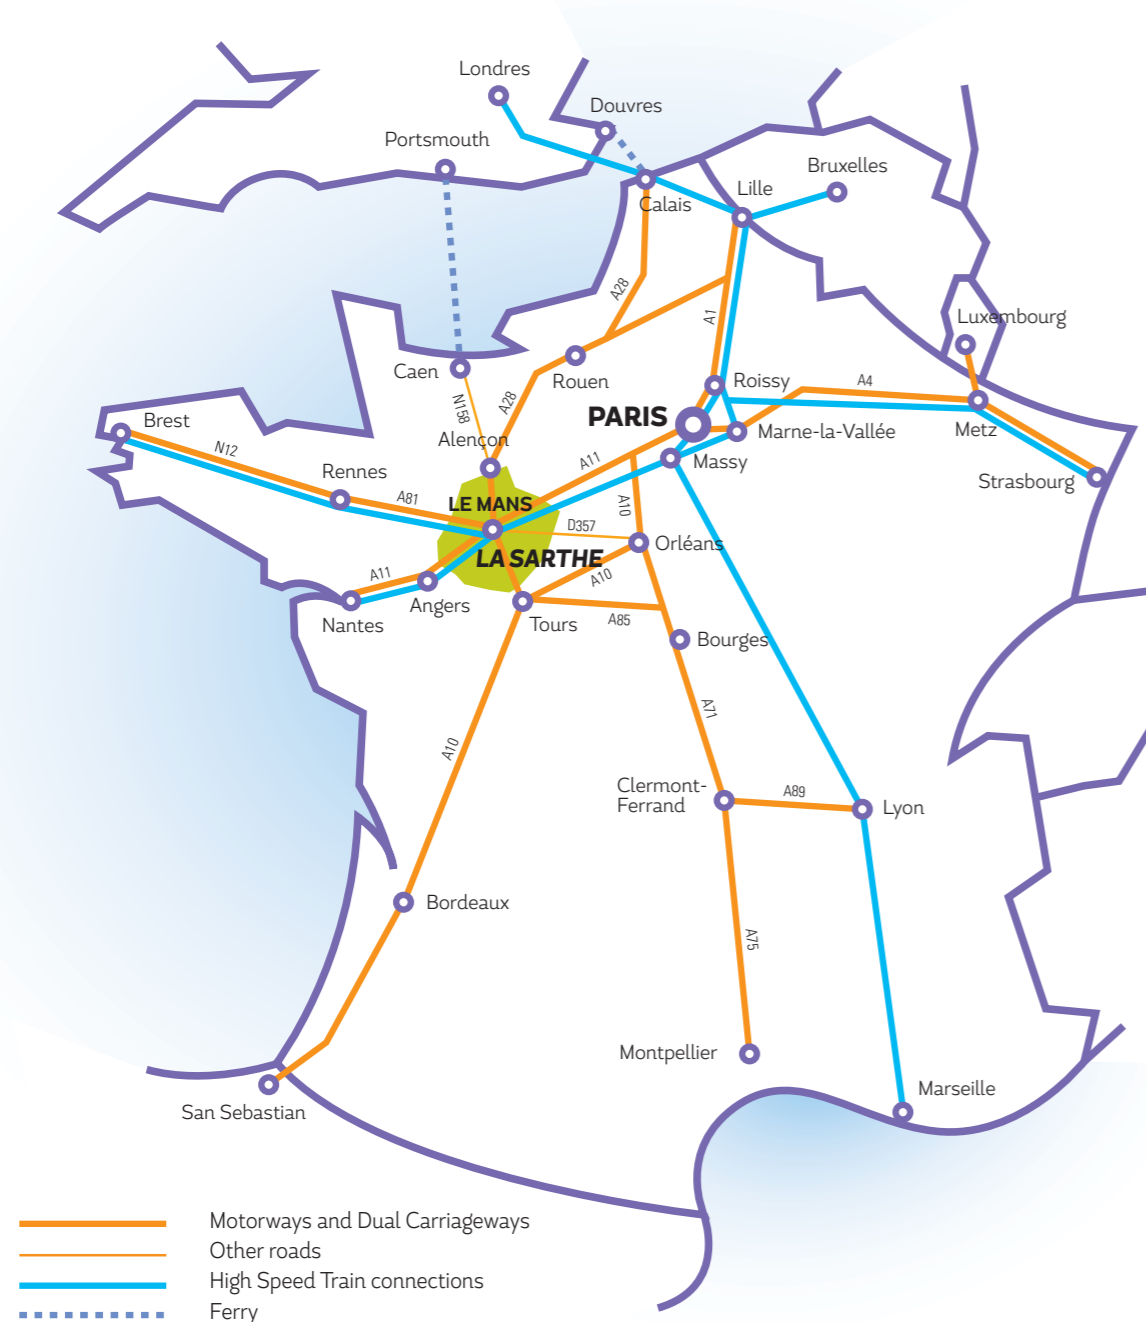 Londres
Douvres
Portsmouth
Bruxelles
Lille
Calais
A28
A1
Luxembourg
Caen
Rouen
Roissy
A4
N158
A28
PARIS
Marne-la-Vallée
Metz
Brest
Alençon
N12
A11
Massy
Strasbourg
Rennes
A81
LE MANS
A10
D357
Orléans
LA SARTHE
A11
A10
Angers
Nantes
Tours
A85
Bourges
A71
A10
Clermont-
Ferrand
A89
Lyon
Bordeaux
A75
Montpellier
Marseille
San Sebastian
Motorways and Dual Carriageways
Other roads
High Speed Train connections
Ferry